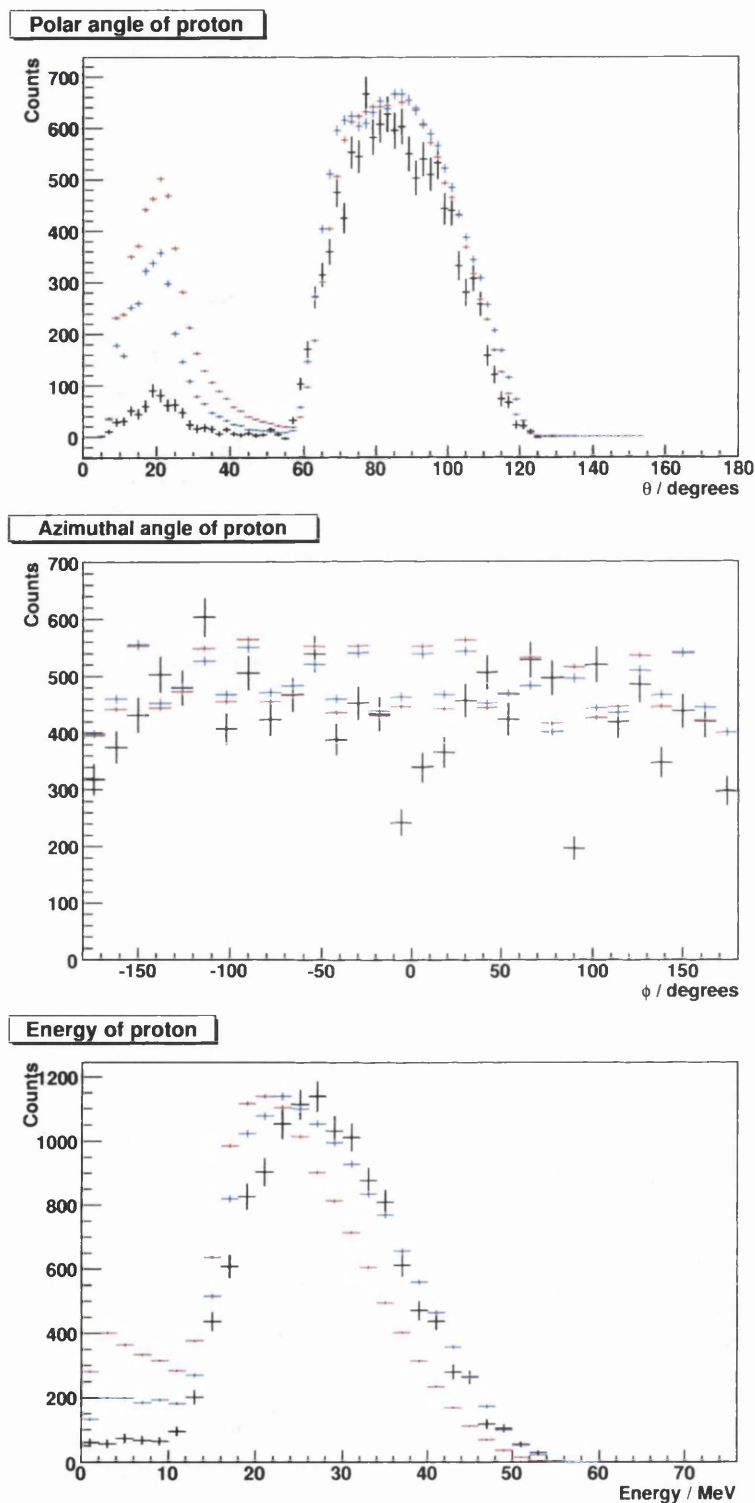 Polar angle of proton
Counts
700
600
500
400
300
200
100
0
0 20 40 60 80 100 120 140 160 180
θ / degrees
Azimuthal angle of proton
Counts
700
600
500
400
300
200
100
0
-150 -100 -50 0 50 100 150
ϕ / degrees
Energy of proton
Counts
1200
1000
800
600
400
200
0
0 10 20 30 40 50 60 70
Energy / MeV